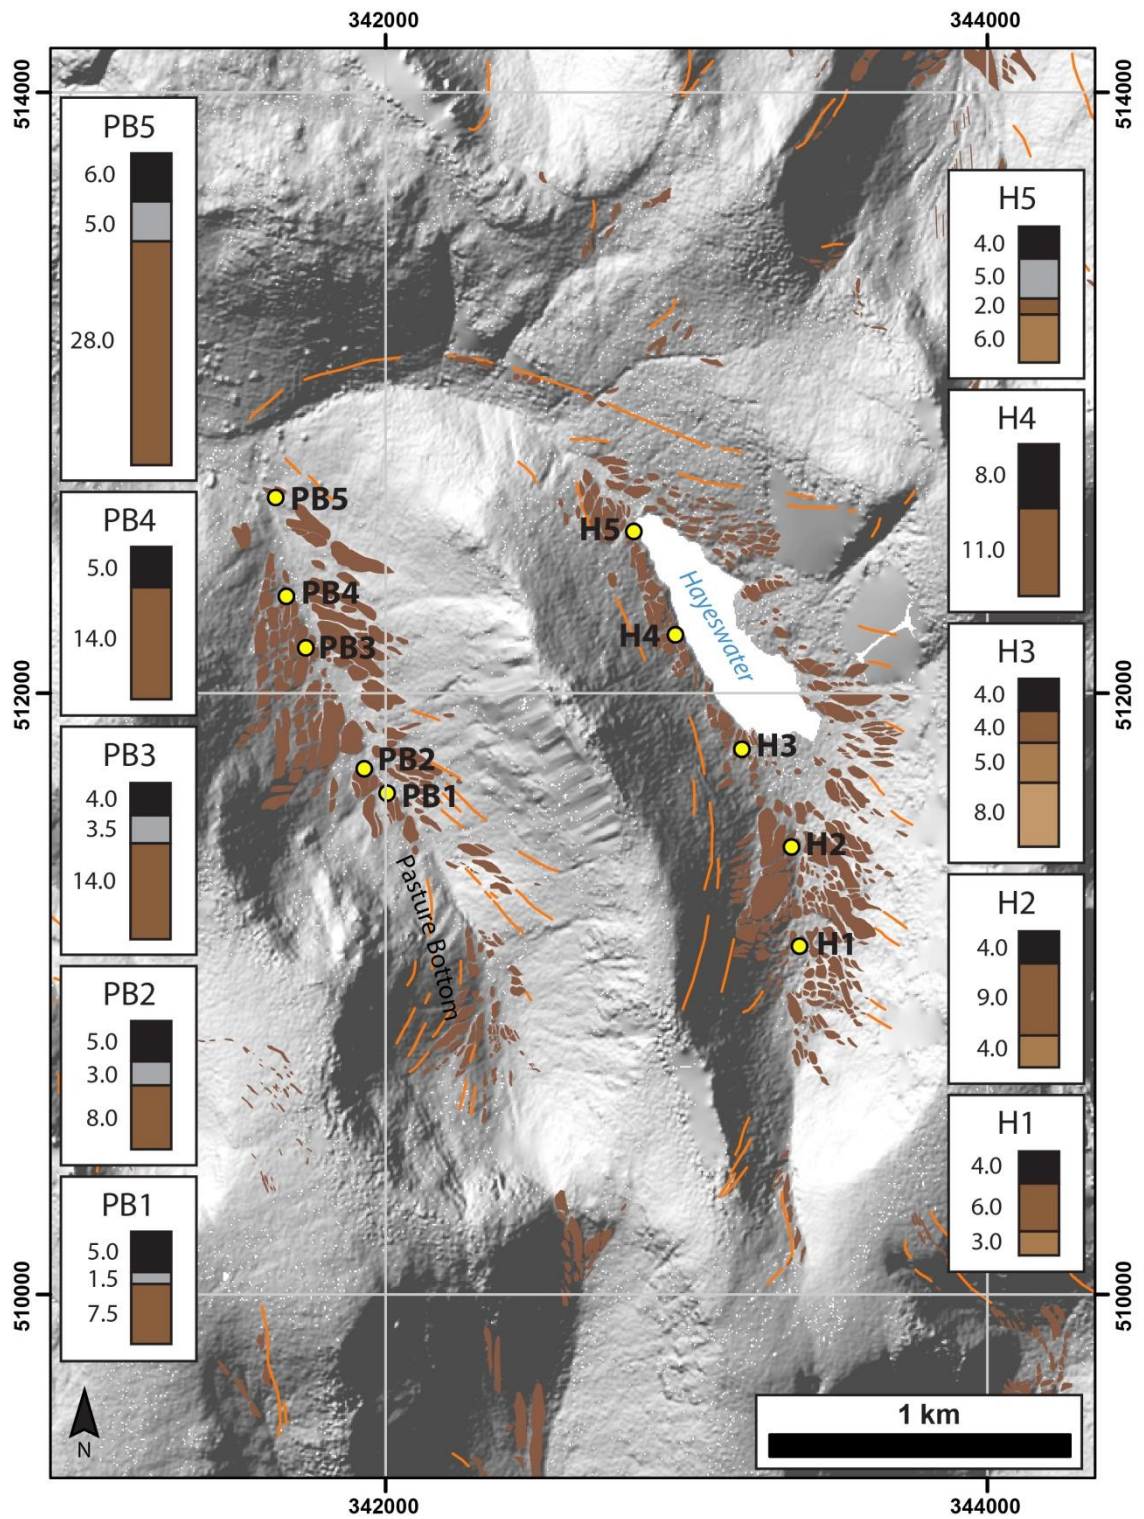 342000
344000
514000
514000
PB5
6.0
5.0
28.0
H5
4.0
5.0
2.0
6.0
PB4
5.0
14.0
H4
8.0
11.0
PB5
H5
PB4
PB3
H4
Hayeswater
512000
512000
H3
PB2
PB1
H2
H1
Pasture Bottom
PB3
4.0
3.5
14.0
H3
4.0
4.0
5.0
8.0
PB2
5.0
3.0
8.0
H2
4.0
9.0
4.0
PB1
5.0
1.5
7.5
H1
4.0
6.0
3.0
510000
510000
N
1 km
342000
344000